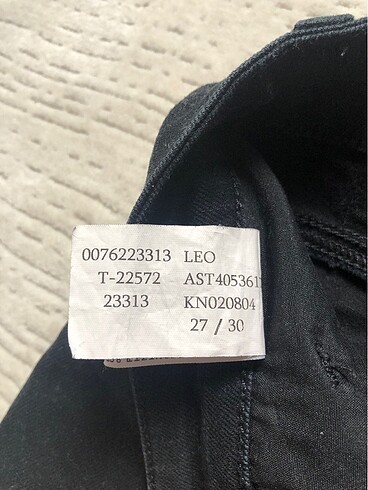 0076223313 LEO
T-22572 AST405361
23313 KN020804
27 / 30